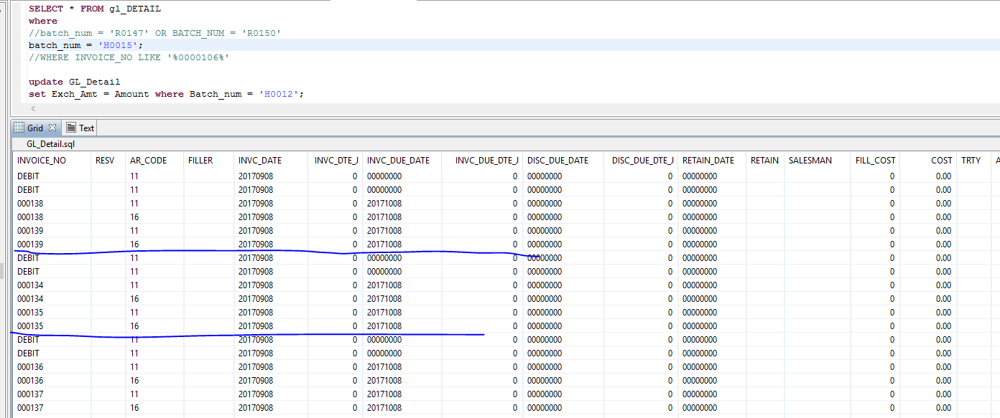 SELECT * FROM gl_DETAIL
where
//batch_num = 'R0147' OR BATCH_NUM = 'R0150'
batch_num = 'H0015';
//WHERE INVOICE_NO LIKE '%0000106%'
update GL_Detail
set Exch_Amt = Amount where Batch_num = 'H0012';
Grid Text
GL_Detail.sql
INVOICE_NO RESV AR_CODE FILLER INVC_DATE INVC_DTE_J INVC_DUE_DATE INVC_DUE_DTE_J DISC_DUE_DATE DISC_DUE_DTE_J RETAIN_DATE RETAIN SALESMAN FILL_COST COST TRTY A
DEBIT 11 20170908 0 00000000 0 00000000 0 00000000 0 0.00
DEBIT 11 20170908 0 00000000 0 00000000 0 00000000 0 0.00
000138 11 20170908 0 20171008 0 00000000 0 00000000 0 0.00
000138 16 20170908 0 20171008 0 00000000 0 00000000 0 0.00
000139 11 20170908 0 20171008 0 00000000 0 00000000 0 0.00
000139 16 20170908 0 20171008 0 00000000 0 00000000 0 0.00
DEBIT 11 20170908 0 00000000 0 00000000 0 00000000 0 0.00
DEBIT 11 20170908 0 00000000 0 00000000 0 00000000 0 0.00
000134 11 20170908 0 20171008 0 00000000 0 00000000 0 0.00
000134 16 20170908 0 20171008 0 00000000 0 00000000 0 0.00
000135 11 20170908 0 20171008 0 00000000 0 00000000 0 0.00
000135 16 20170908 0 20171008 0 00000000 0 00000000 0 0.00
DEBIT 11 20170908 0 00000000 0 00000000 0 00000000 0 0.00
DEBIT 11 20170908 0 00000000 0 00000000 0 00000000 0 0.00
000136 11 20170908 0 20171008 0 00000000 0 00000000 0 0.00
000136 16 20170908 0 20171008 0 00000000 0 00000000 0 0.00
000137 11 20170908 0 20171008 0 00000000 0 00000000 0 0.00
000137 16 20170908 0 20171008 0 00000000 0 00000000 0 0.00